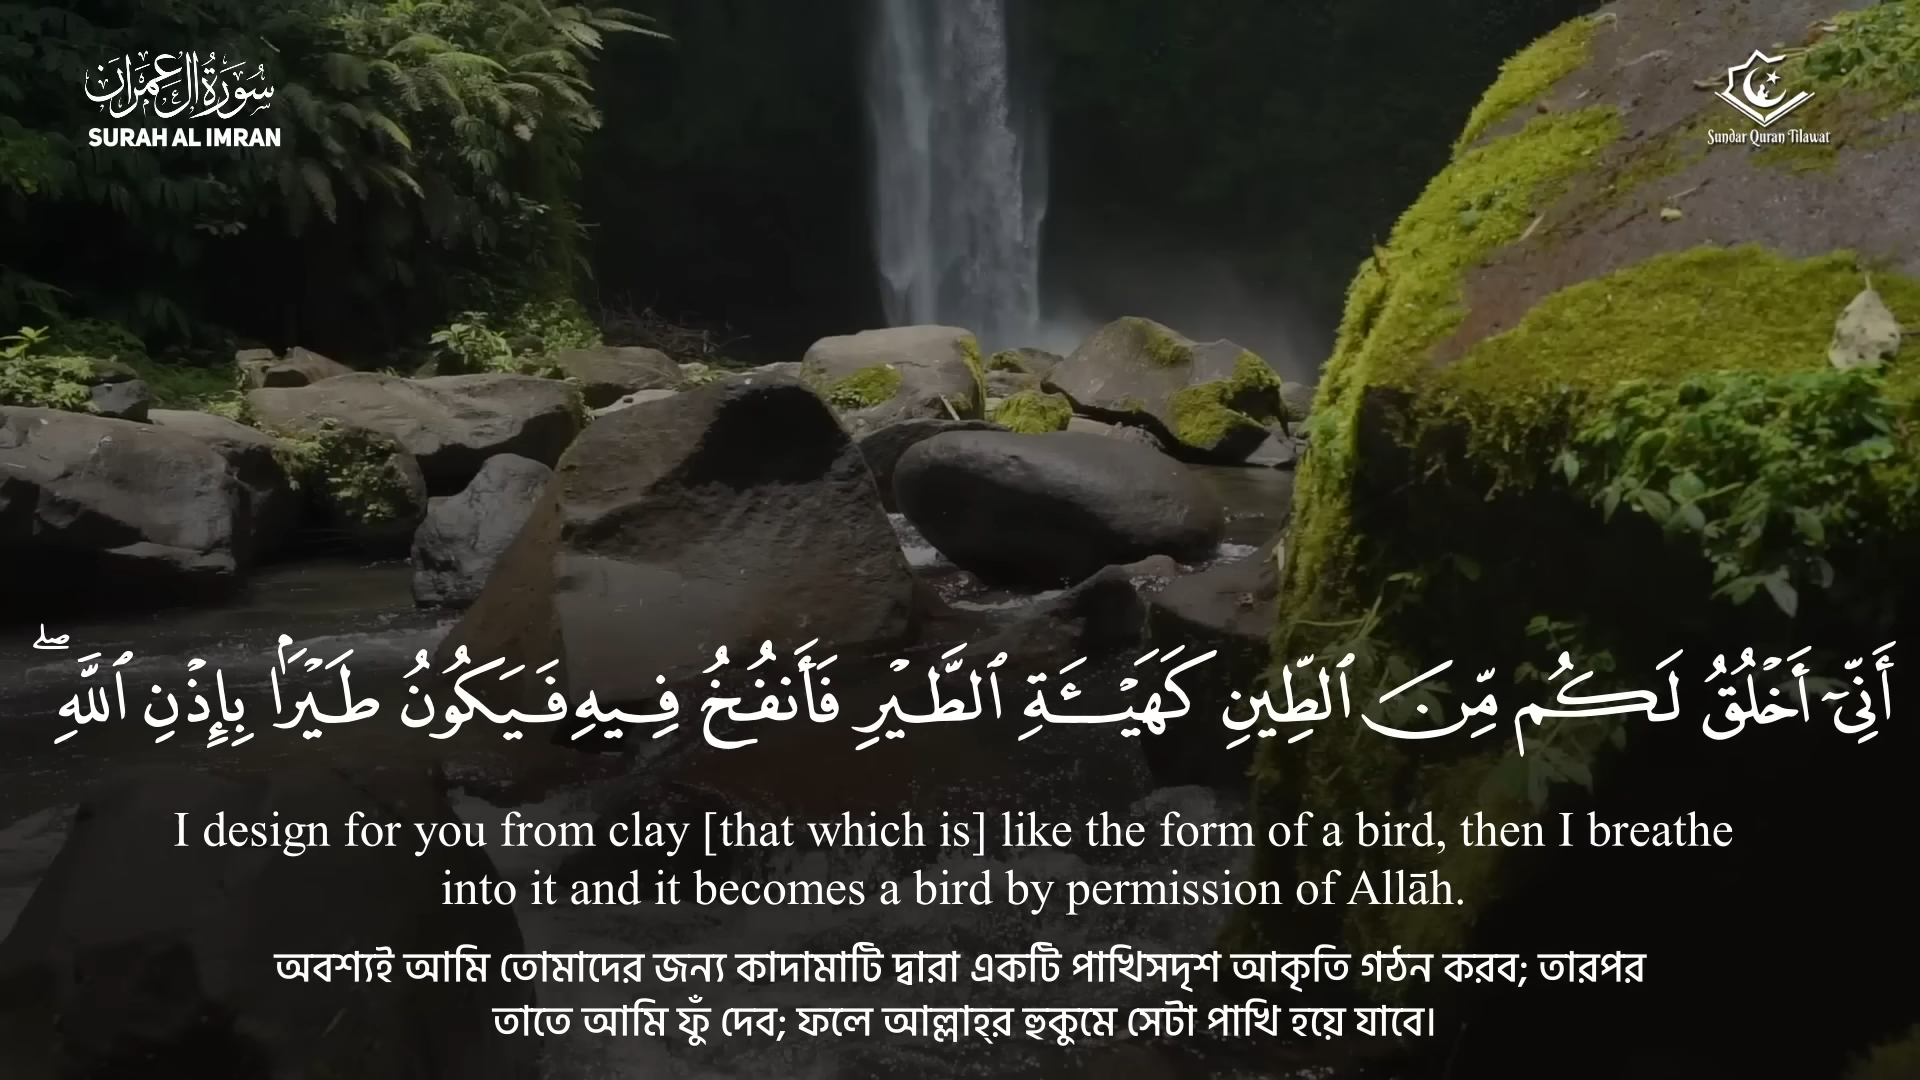 سُورَةُ آلِ عِمْرَان
SURAH AL IMRAN
Sundar Quran Tilawat
أَنِّىٓ أَخْلُقُ لَكُم مِّنَ ٱلطِّينِ كَهَيْـَٔةِ ٱلطَّيْرِ فَأَنفُخُ فِيهِ فَيَكُونُ طَيْرًۢا بِإِذْنِ ٱللَّهِ ۖ
I design for you from clay [that which is] like the form of a bird, then I breathe
into it and it becomes a bird by permission of Allāh.
অবশ্যই আমি তোমাদের জন্য কাদামাটি দ্বারা একটি পাখিসদৃশ আকৃতি গঠন করব; তারপর
তাতে আমি ফুঁ দেব; ফলে আল্লাহ্‌র হুকুমে সেটা পাখি হয়ে যাবে।